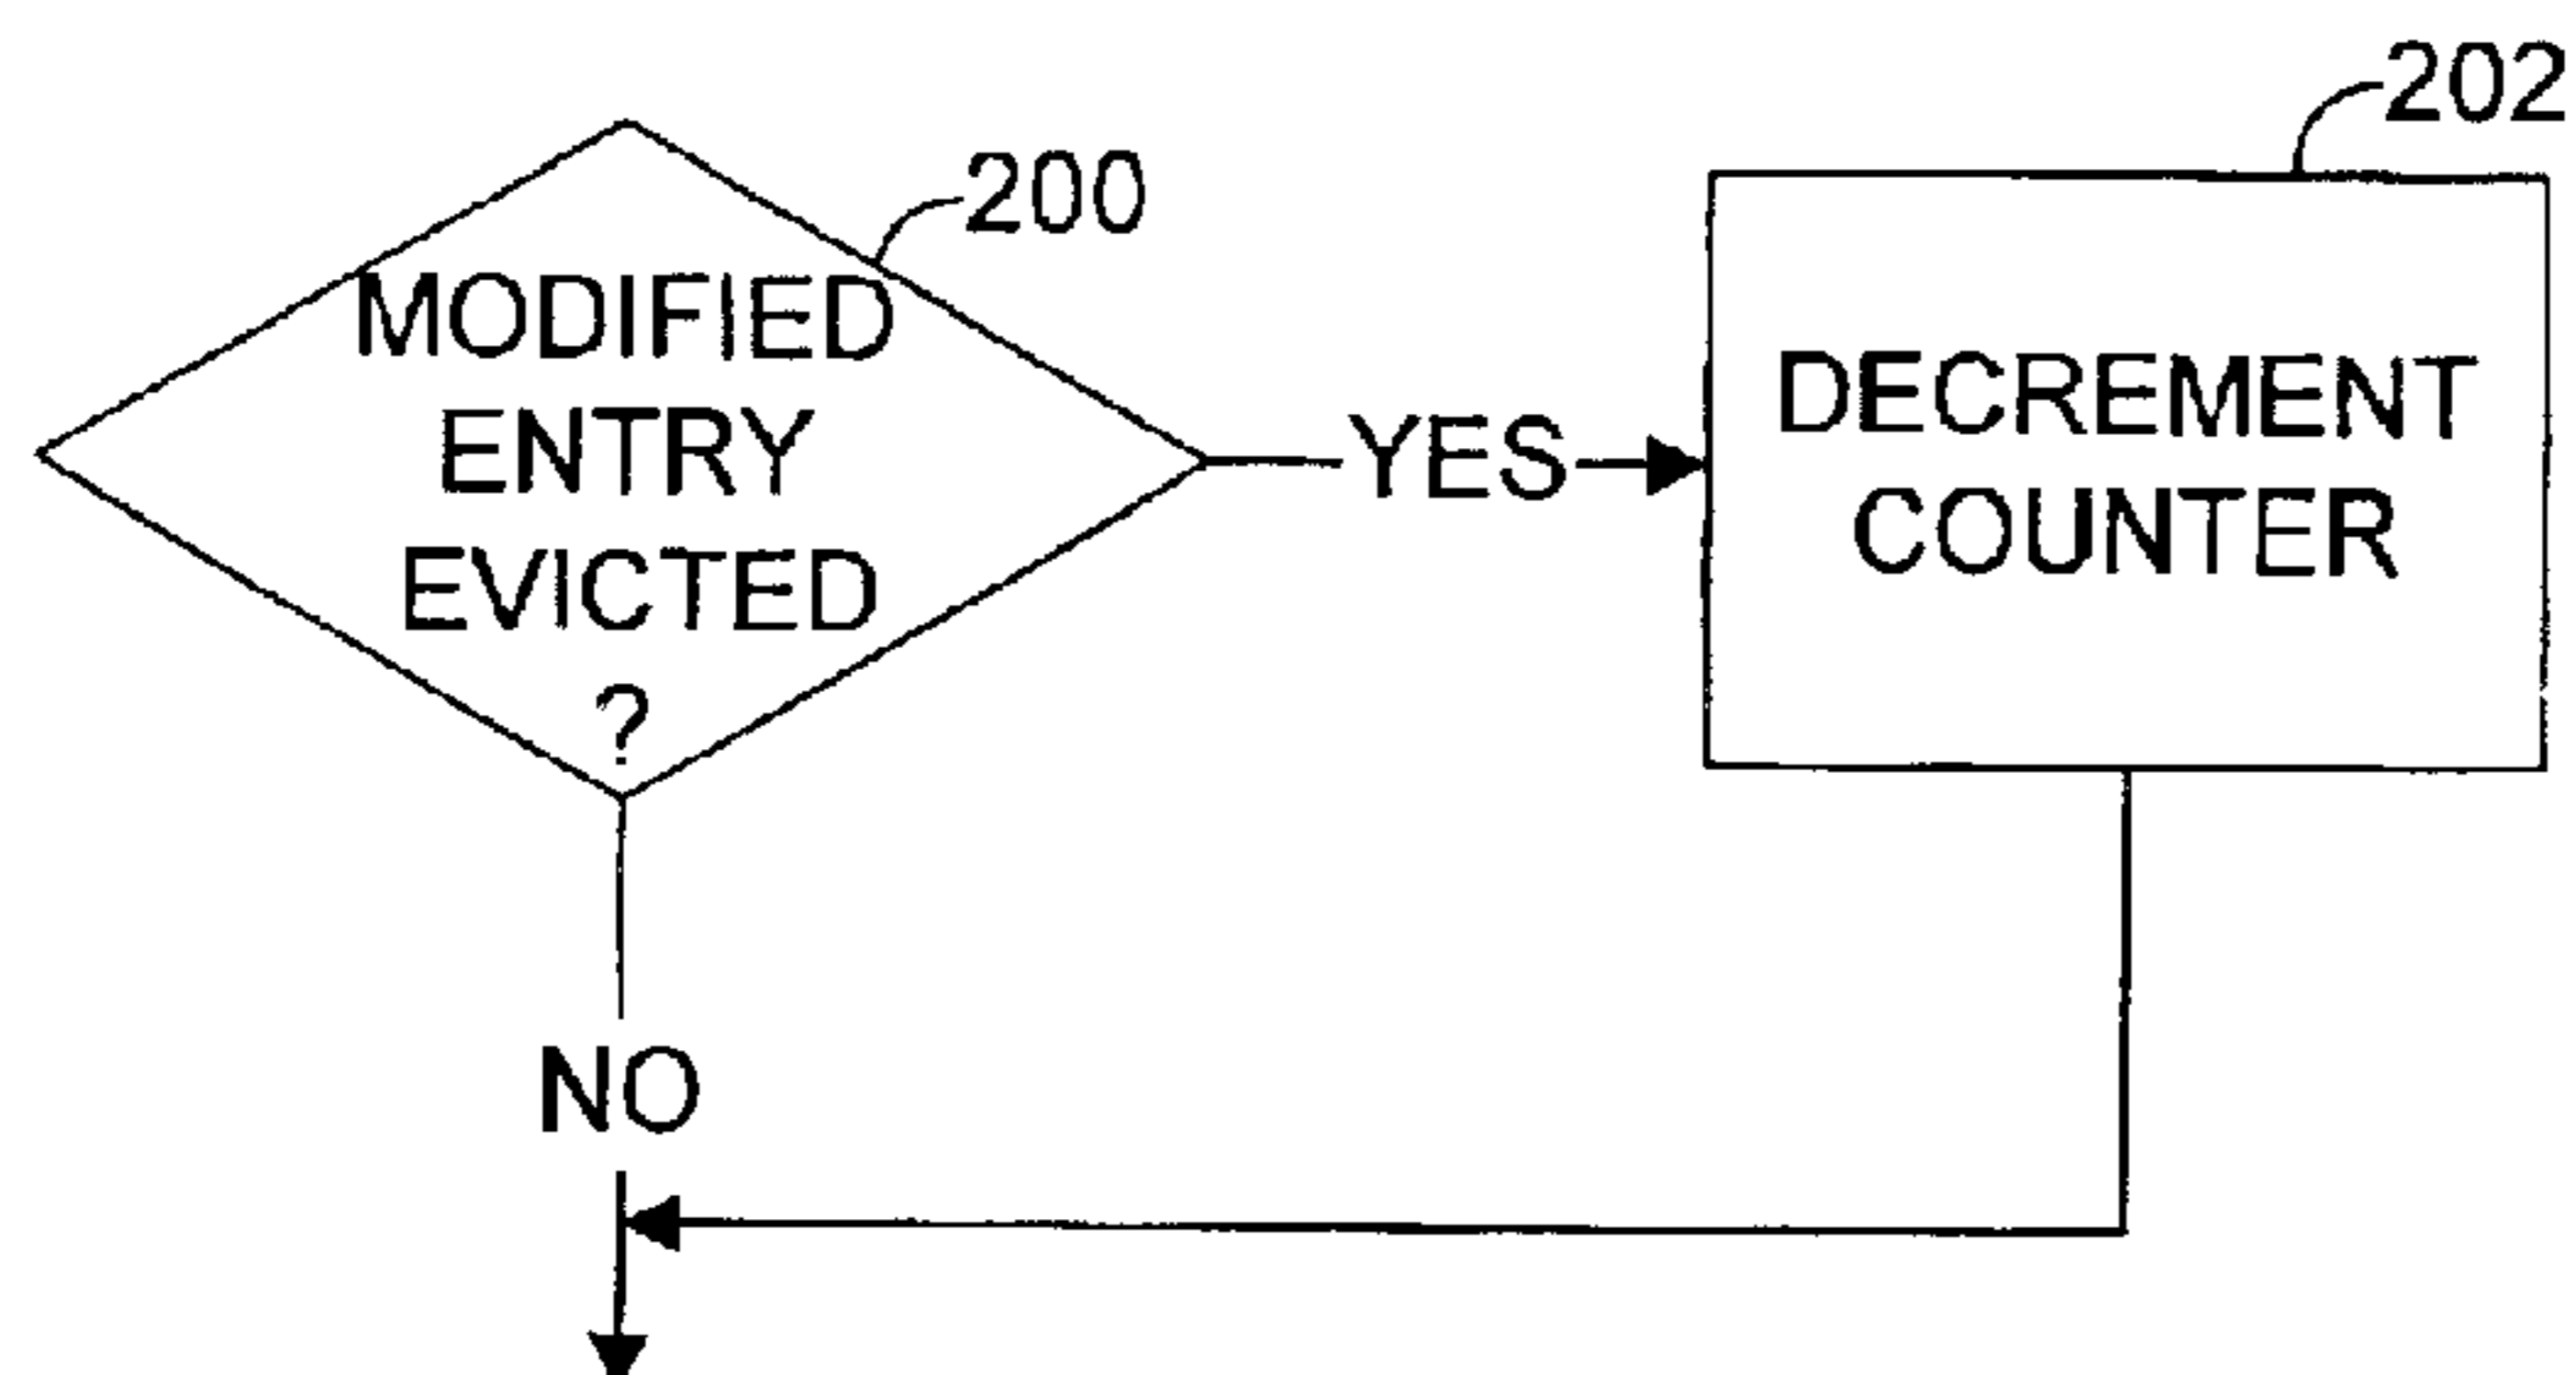 202
200
MODIFIED
ENTRY
EVICTED
?
YES
DECREMENT
COUNTER
NO